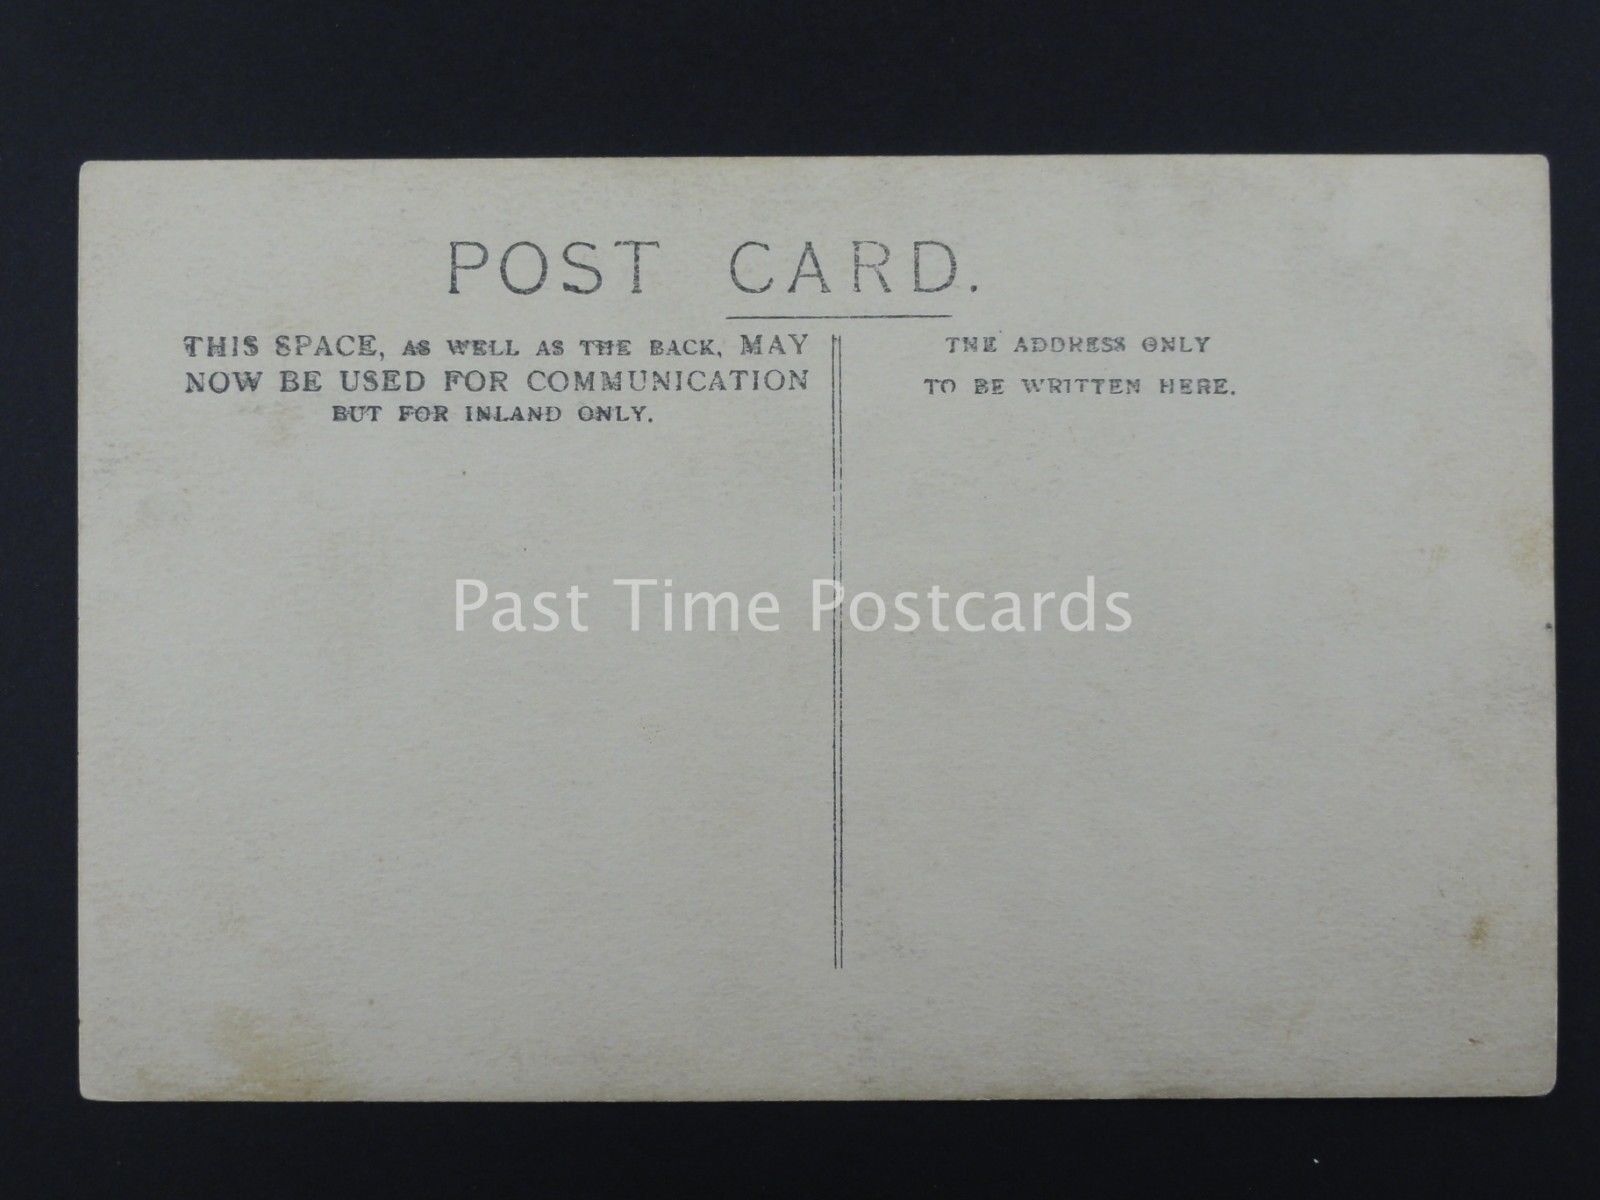 POST CARD.
THIS SPACE, AS WELL AS THE BACK, MAY
NOW BE USED FOR COMMUNICATION
BUT FOR INLAND ONLY.
THE ADDRESS ONLY
TO BE WRITTEN HERE.
Past Time Postcards